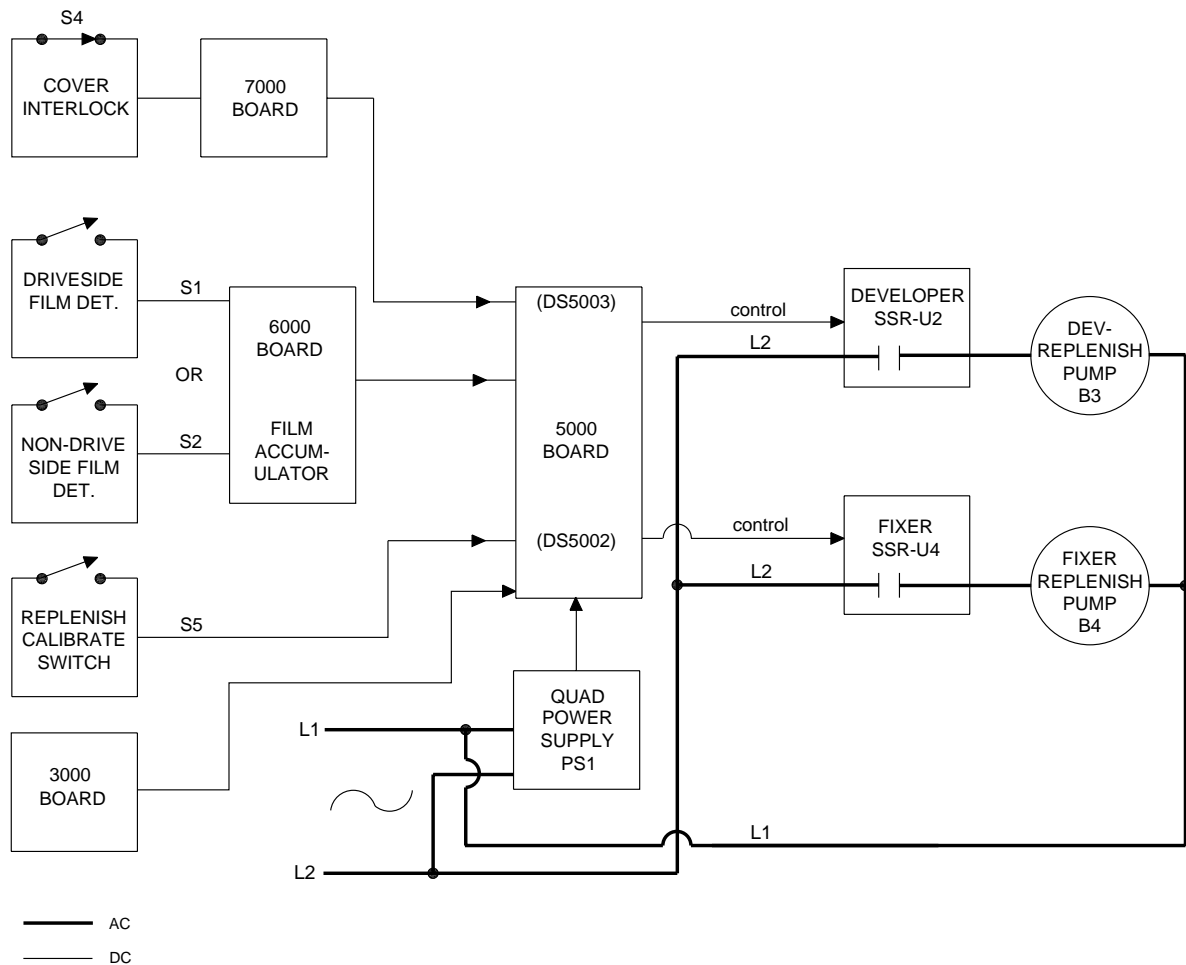 S4
COVER
INTERLOCK
7000
BOARD
DRIVESIDE
FILM DET.
S1
OR
NON-DRIVE
SIDE FILM
DET.
S2
6000
BOARD
FILM
ACCUM-
ULATOR
REPLENISH
CALIBRATE
SWITCH
S5
3000
BOARD
(DS5003)
5000
BOARD
(DS5002)
QUAD
POWER
SUPPLY
PS1
L1
L2
control
L2
DEVELOPER
SSR-U2
DEV-
REPLENISH
PUMP
B3
control
L2
FIXER
SSR-U4
FIXER
REPLENISH
PUMP
B4
L1
AC
DC